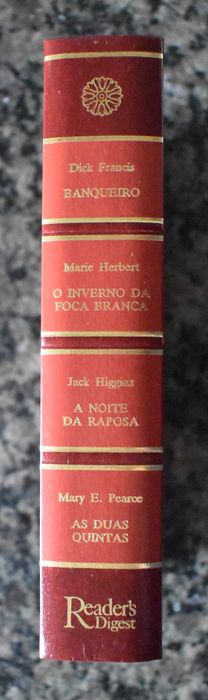 Dick Francis
BANQUEIRO
Marie Herbert
O INVERNO DA
FOCA BRANCA
Jack Higgins
A NOITE
DA RAPOSA
Mary E. Pearce
AS DUAS
QUINTAS
Reader's
Digest